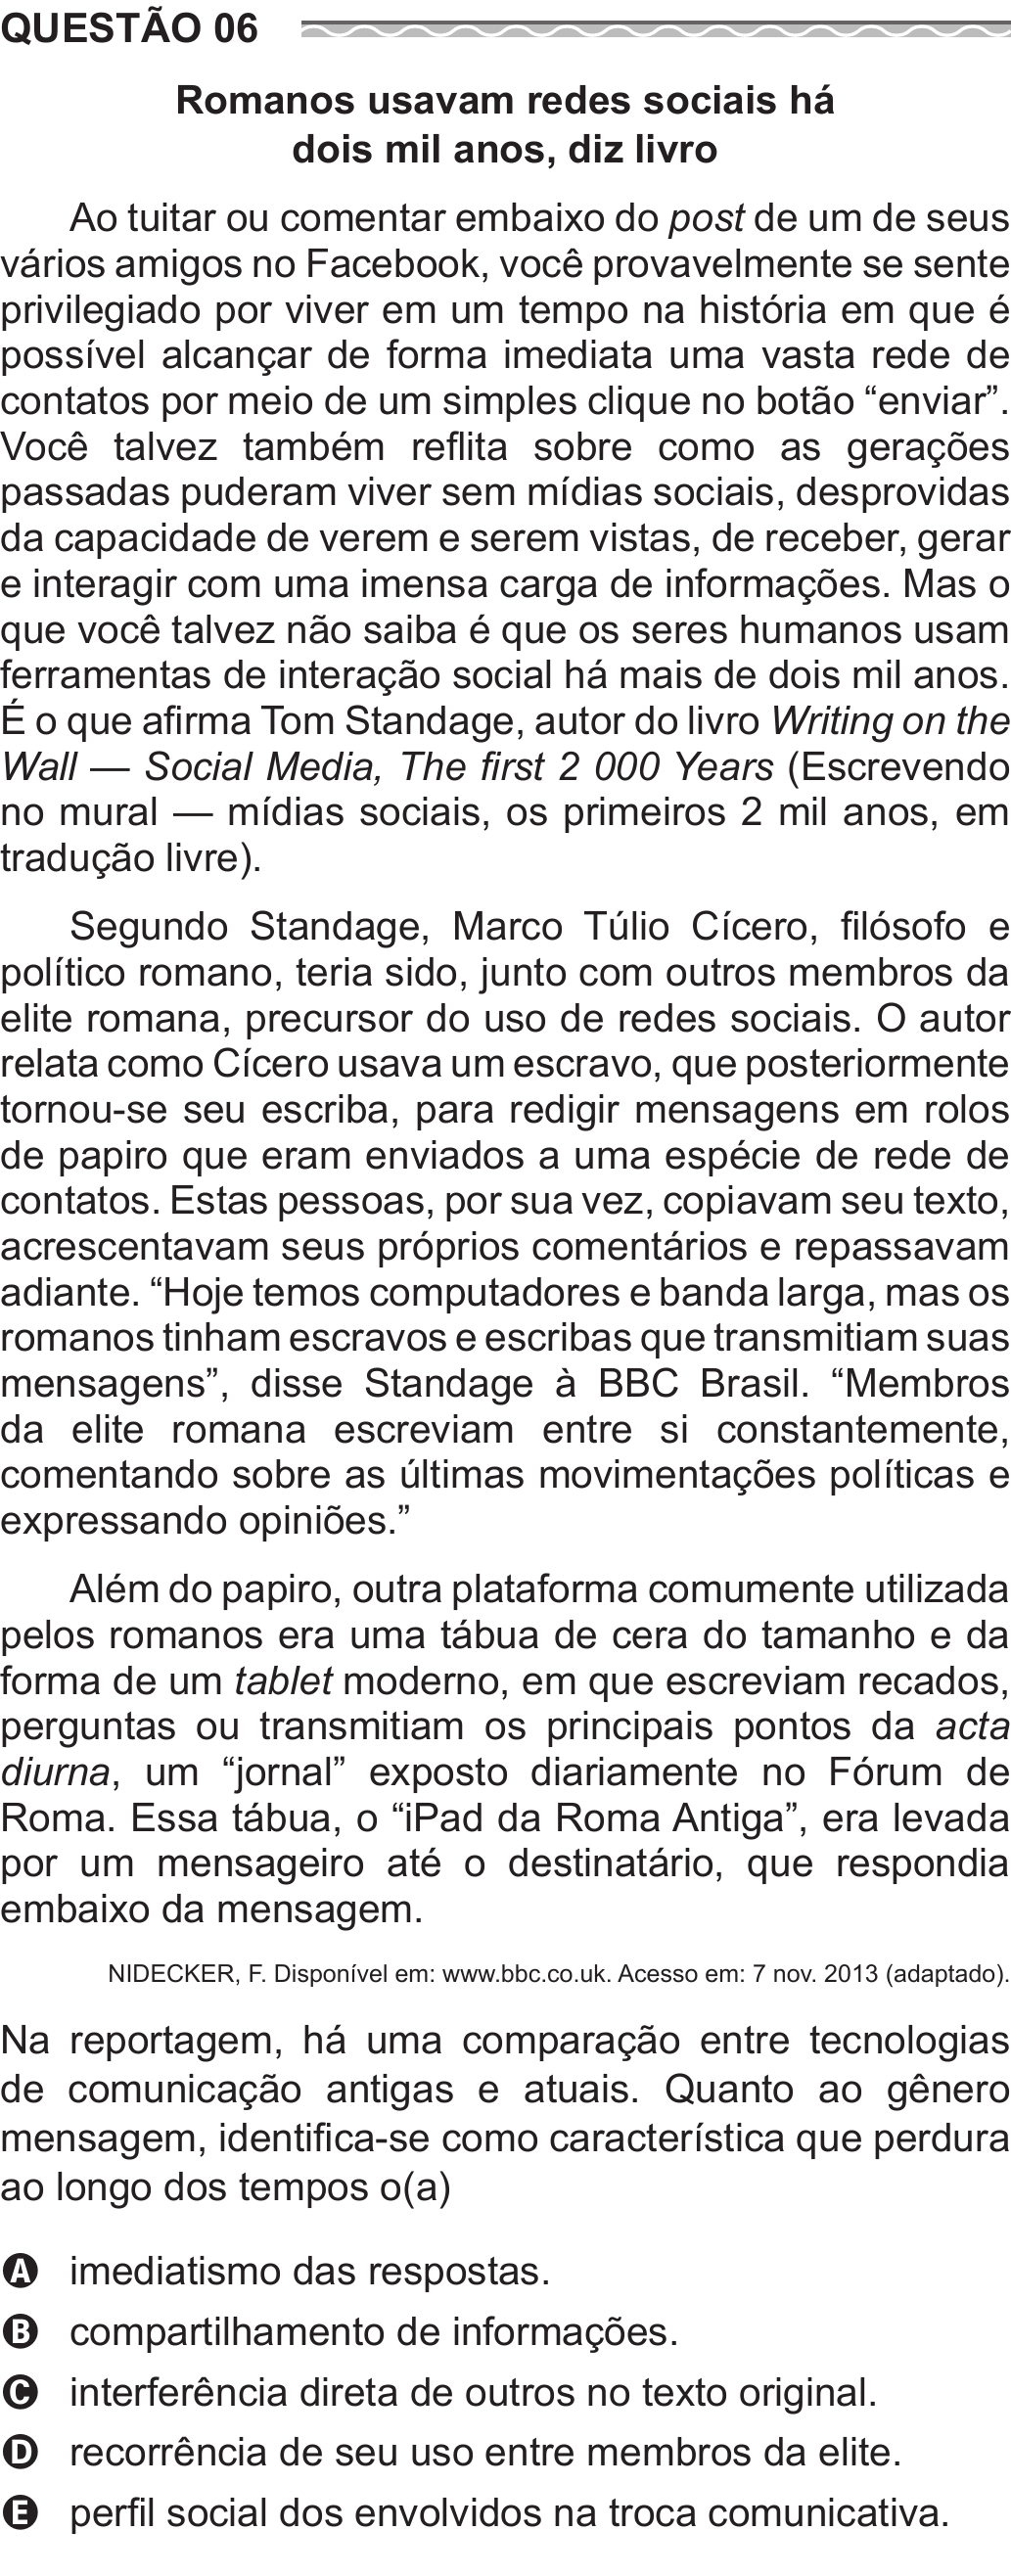 QUESTÃO 06
Romanos usavam redes sociais há
dois mil anos, diz livro
Ao tuitar ou comentar embaixo do post de um de seus
vários amigos no Facebook, você provavelmente se sente
privilegiado por viver em um tempo na história em que é
possível alcançar de forma imediata uma vasta rede de
contatos por meio de um simples clique no botão “enviar”.
Você talvez também reflita sobre como as gerações
passadas puderam viver sem mídias sociais, desprovidas
da capacidade de verem e serem vistas, de receber, gerar
e interagir com uma imensa carga de informações. Mas o
que você talvez não saiba é que os seres humanos usam
ferramentas de interação social há mais de dois mil anos.
É o que afirma Tom Standage, autor do livro Writing on the
Wall — Social Media, The first 2 000 Years (Escrevendo
no mural — mídias sociais, os primeiros 2 mil anos, em
tradução livre).
Segundo Standage, Marco Túlio Cícero, filósofo e
político romano, teria sido, junto com outros membros da
elite romana, precursor do uso de redes sociais. O autor
relata como Cícero usava um escravo, que posteriormente
tornou-se seu escriba, para redigir mensagens em rolos
de papiro que eram enviados a uma espécie de rede de
contatos. Estas pessoas, por sua vez, copiavam seu texto,
acrescentavam seus próprios comentários e repassavam
adiante. “Hoje temos computadores e banda larga, mas os
romanos tinham escravos e escribas que transmitiam suas
mensagens”, disse Standage à BBC Brasil. “Membros
da elite romana escreviam entre si constantemente,
comentando sobre as últimas movimentações políticas e
expressando opiniões.”
Além do papiro, outra plataforma comumente utilizada
pelos romanos era uma tábua de cera do tamanho e da
forma de um tablet moderno, em que escreviam recados,
perguntas ou transmitiam os principais pontos da acta
diurna, um “jornal” exposto diariamente no Fórum de
Roma. Essa tábua, o “iPad da Roma Antiga”, era levada
por um mensageiro até o destinatário, que respondia
embaixo da mensagem.
NIDECKER, F. Disponível em: www.bbc.co.uk. Acesso em: 7 nov. 2013 (adaptado).
Na reportagem, há uma comparação entre tecnologias
de comunicação antigas e atuais. Quanto ao gênero
mensagem, identifica-se como característica que perdura
ao longo dos tempos o(a)
A imediatismo das respostas.
B compartilhamento de informações.
C interferência direta de outros no texto original.
D recorrência de seu uso entre membros da elite.
E perfil social dos envolvidos na troca comunicativa.